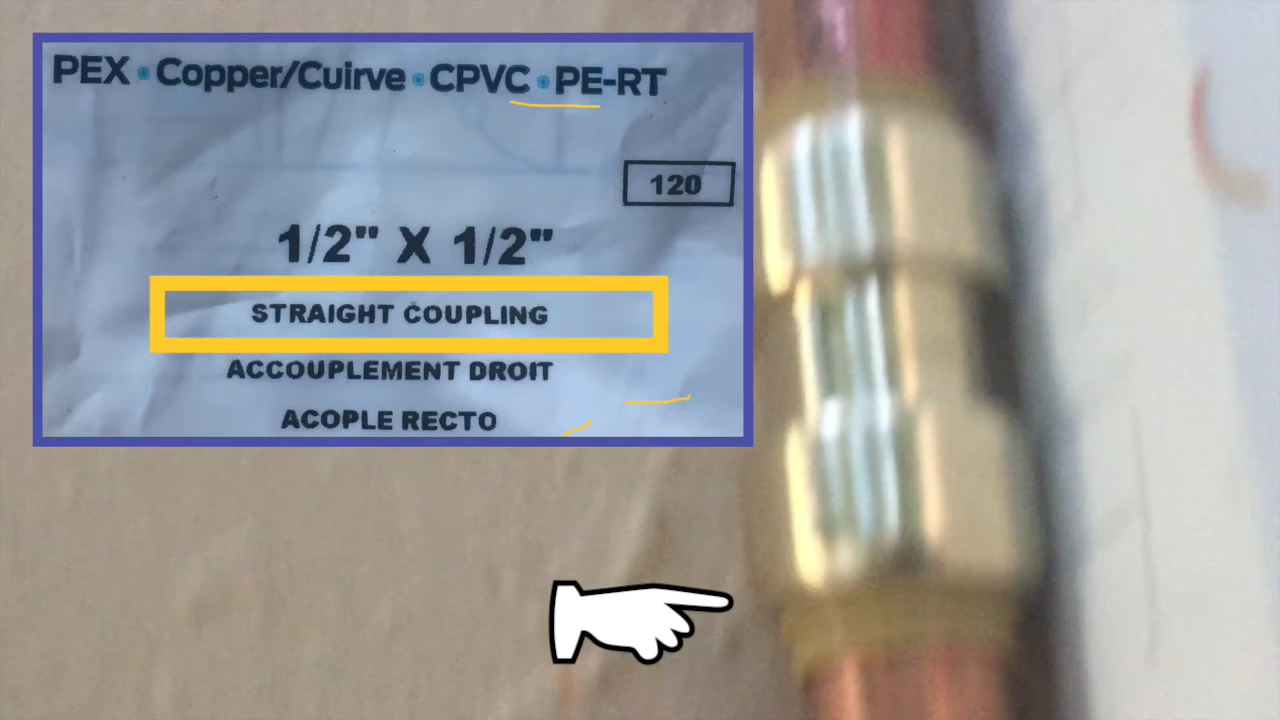 PEX • Copper/Cuirve • CPVC • PE-RT
120
1/2" X 1/2"
STRAIGHT COUPLING
ACCOUPLEMENT DROIT
ACOPLE RECTO